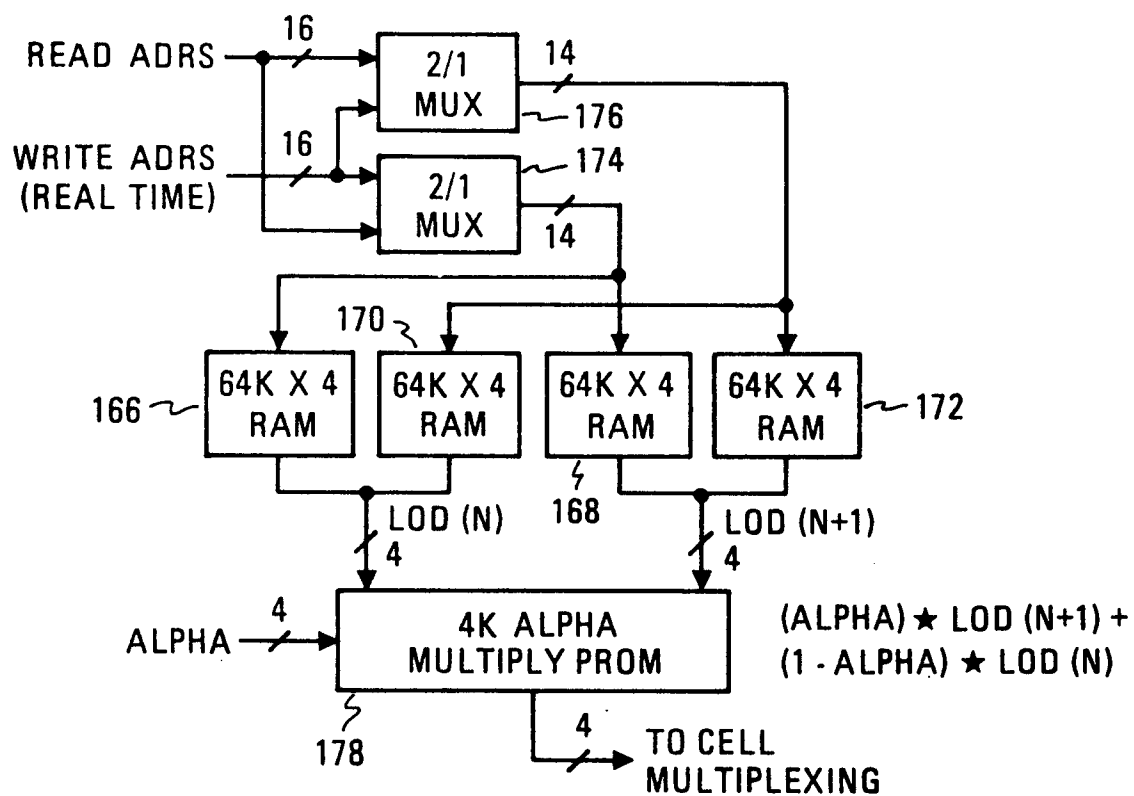 16
READ ADRS
2/1
MUX
14
176
WRITE ADRS
(REAL TIME)
16
2/1
MUX
174
14
170
166
64K X 4
RAM
64K X 4
RAM
64K X 4
RAM
64K X 4
RAM
172
168
LOD (N)
4
LOD (N+1)
4
ALPHA
4
4K ALPHA
MULTIPLY PROM
(ALPHA) ★ LOD (N+1) +
(1 - ALPHA) ★ LOD (N)
178
4
TO CELL
MULTIPLEXING